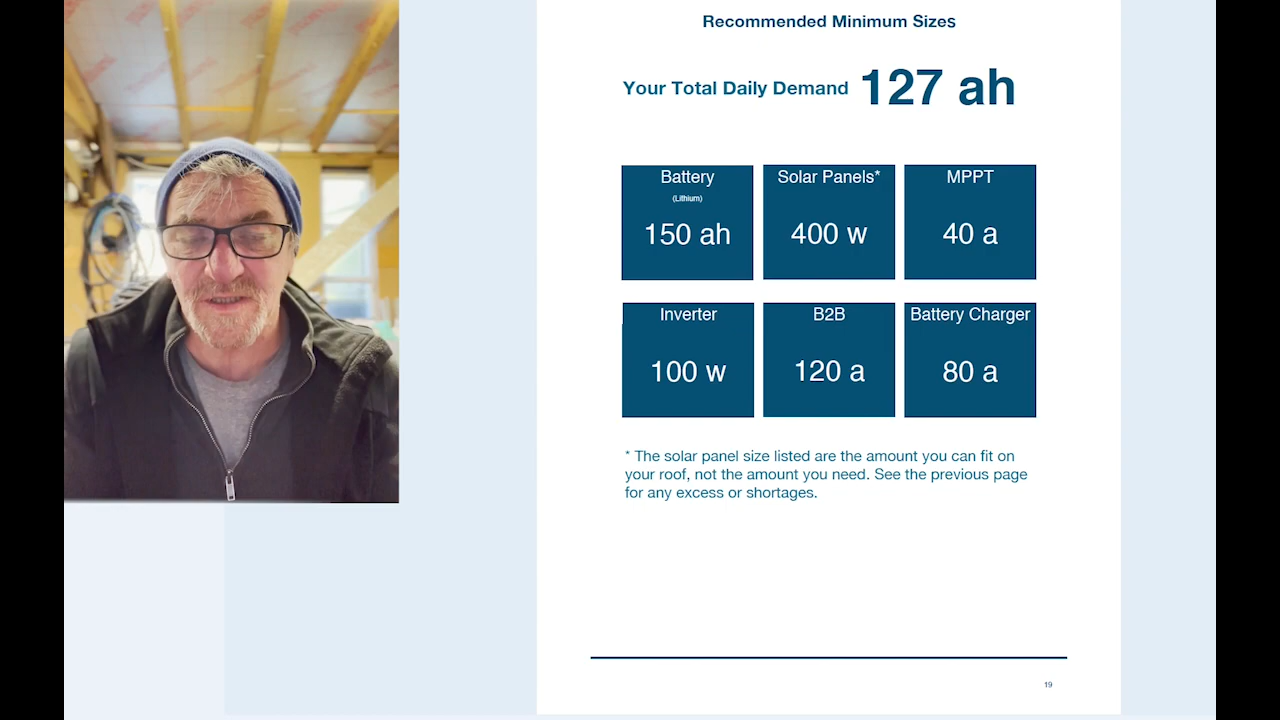 Recommended Minimum Sizes
Your Total Daily Demand 127 ah
Battery
(Lithium)
150 ah
Solar Panels*
400 w
MPPT
40 a
Inverter
100 w
B2B
120 a
Battery Charger
80 a
* The solar panel size listed are the amount you can fit on
your roof, not the amount you need. See the previous page
for any excess or shortages.
19